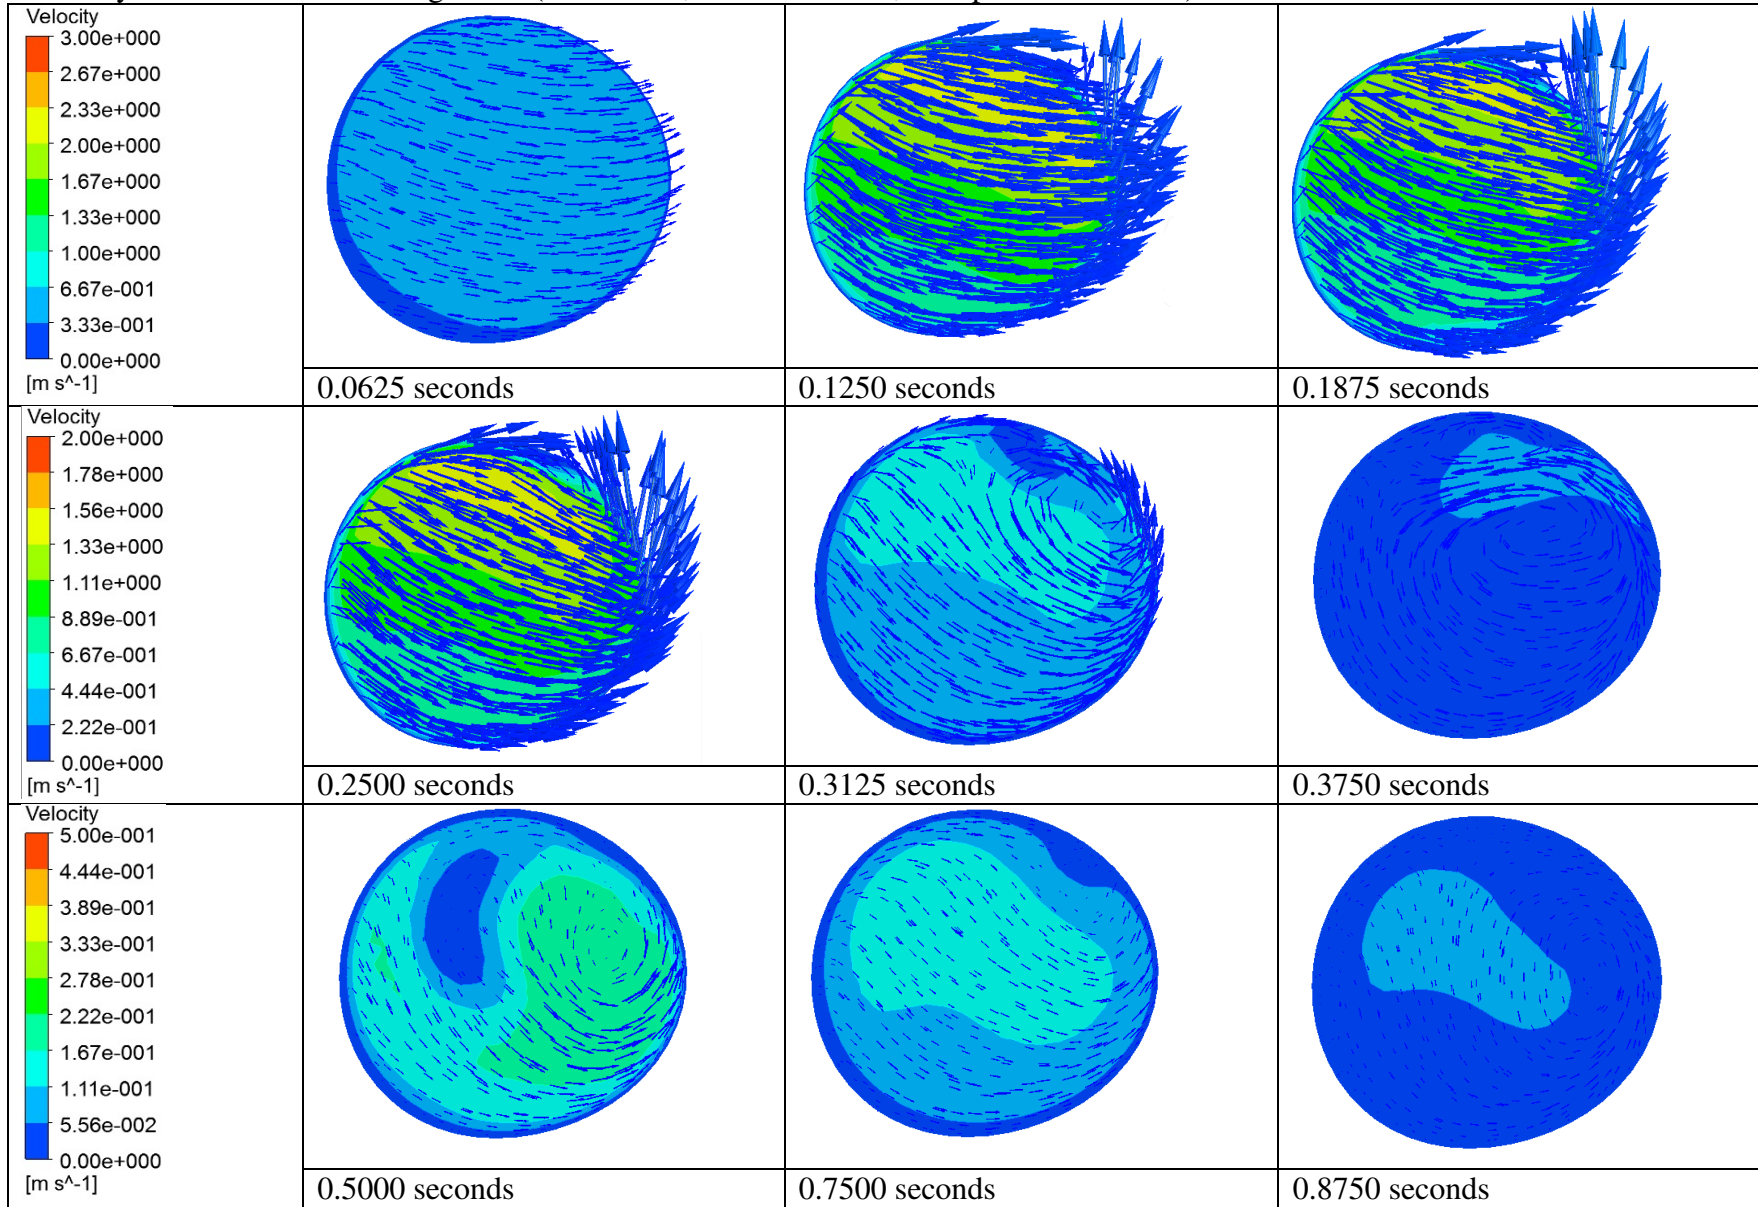 Velocity
3.00e+000
2.67e+000
2.33e+000
2.00e+000
1.67e+000
1.33e+000
1.00e+000
6.67e-001
3.33e-001
0.00e+000
[m s^-1]
0.0625 seconds
0.1250 seconds
0.1875 seconds
Velocity
2.00e+000
1.78e+000
1.56e+000
1.33e+000
1.11e+000
8.89e-001
6.67e-001
4.44e-001
2.22e-001
0.00e+000
[m s^-1]
0.2500 seconds
0.3125 seconds
0.3750 seconds
Velocity
5.00e-001
4.44e-001
3.89e-001
3.33e-001
2.78e-001
2.22e-001
1.67e-001
1.11e-001
5.56e-002
0.00e+000
[m s^-1]
0.5000 seconds
0.7500 seconds
0.8750 seconds